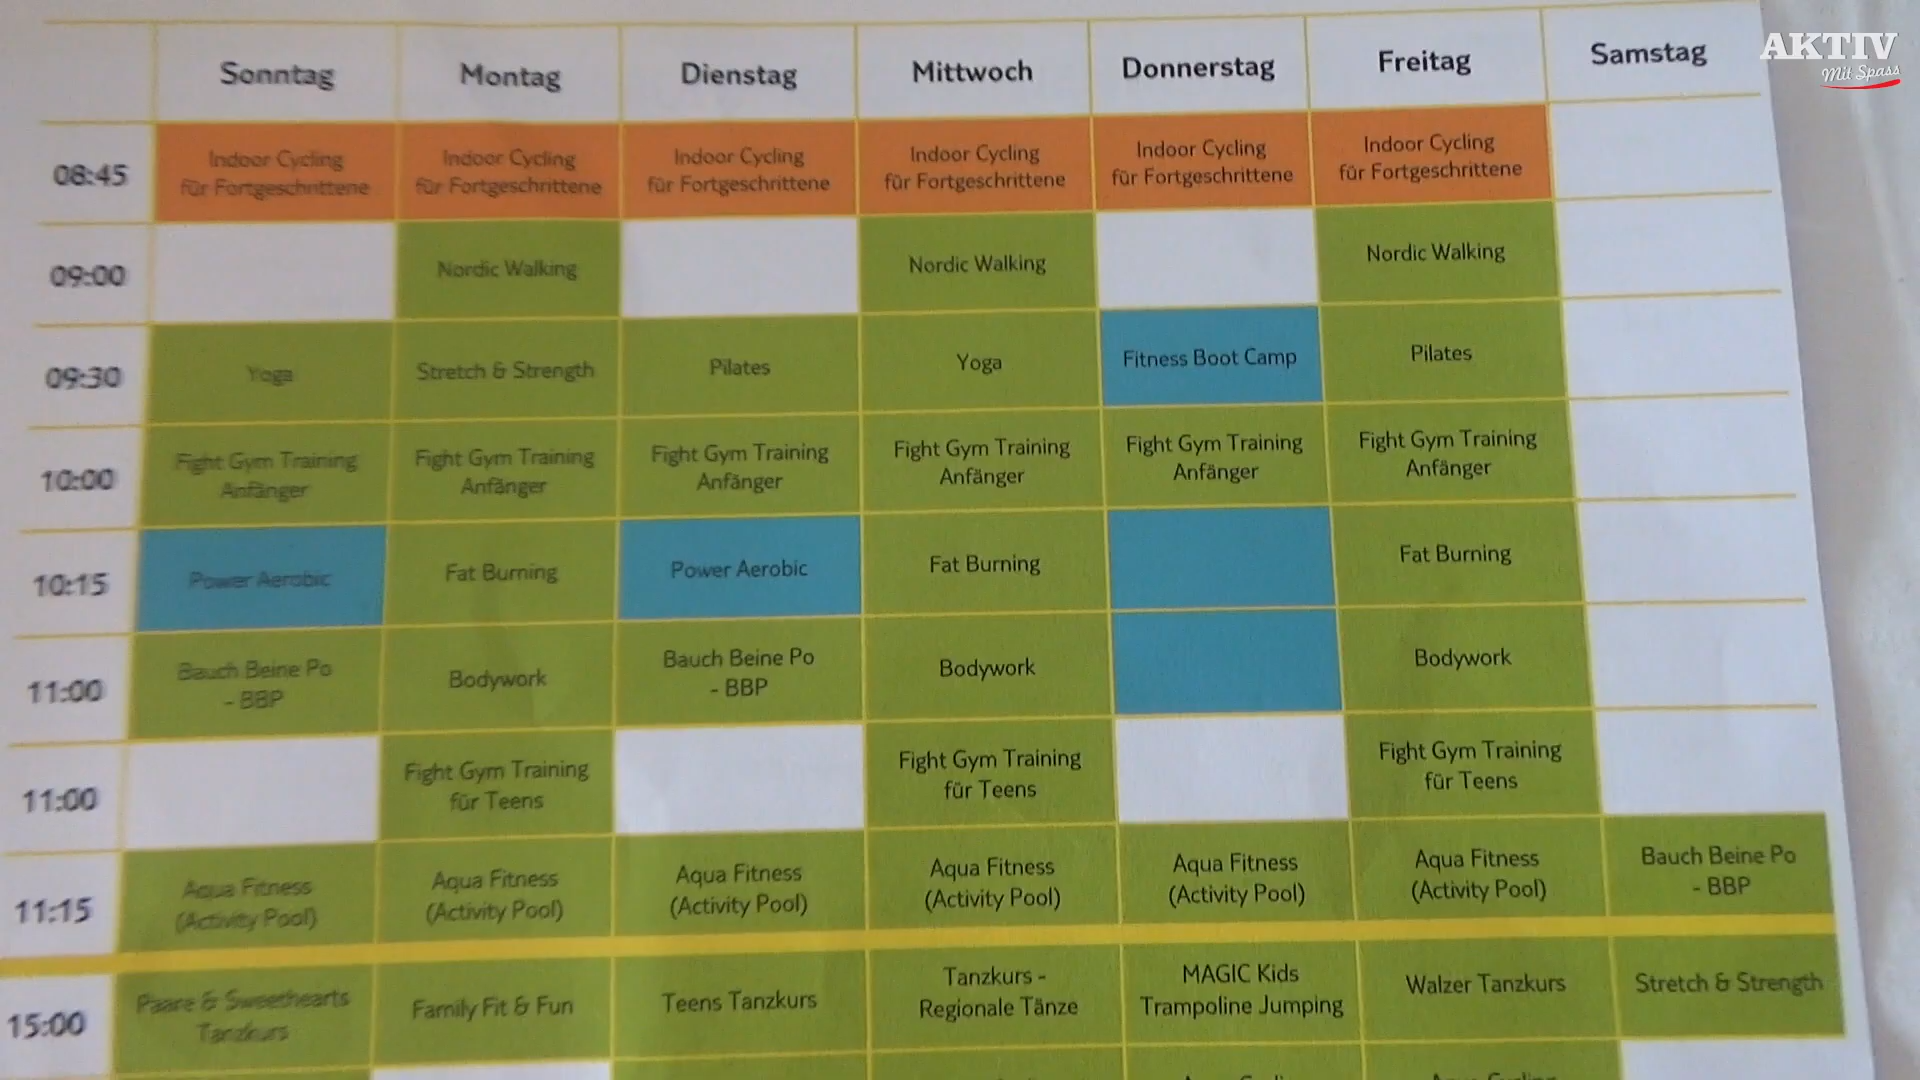 AKTIV
Mit Spass
Sonntag Montag Dienstag Mittwoch Donnerstag Freitag Samstag
08:45
Indoor Cycling
für Fortgeschrittene
Indoor Cycling
für Fortgeschrittene
Indoor Cycling
für Fortgeschrittene
Indoor Cycling
für Fortgeschrittene
Indoor Cycling
für Fortgeschrittene
Indoor Cycling
für Fortgeschrittene
09:00
Nordic Walking
Nordic Walking
Nordic Walking
09:30
Yoga
Stretch & Strength
Pilates
Yoga
Fitness Boot Camp
Pilates
10:00
Fight Gym Training
Anfänger
Fight Gym Training
Anfänger
Fight Gym Training
Anfänger
Fight Gym Training
Anfänger
Fight Gym Training
Anfänger
Fight Gym Training
Anfänger
10:15
Power Aerobic
Fat Burning
Power Aerobic
Fat Burning
Fat Burning
11:00
Bauch Beine Po
- BBP
Bodywork
Bauch Beine Po
- BBP
Bodywork
Bodywork
11:00
Fight Gym Training
für Teens
Fight Gym Training
für Teens
Fight Gym Training
für Teens
11:15
Aqua Fitness
(Activity Pool)
Aqua Fitness
(Activity Pool)
Aqua Fitness
(Activity Pool)
Aqua Fitness
(Activity Pool)
Aqua Fitness
(Activity Pool)
Aqua Fitness
(Activity Pool)
Bauch Beine Po
- BBP
15:00
Paare & Sweethearts
Tanzkurs
Family Fit & Fun
Teens Tanzkurs
Tanzkurs -
Regionale Tänze
MAGIC Kids
Trampoline Jumping
Walzer Tanzkurs
Stretch & Strength